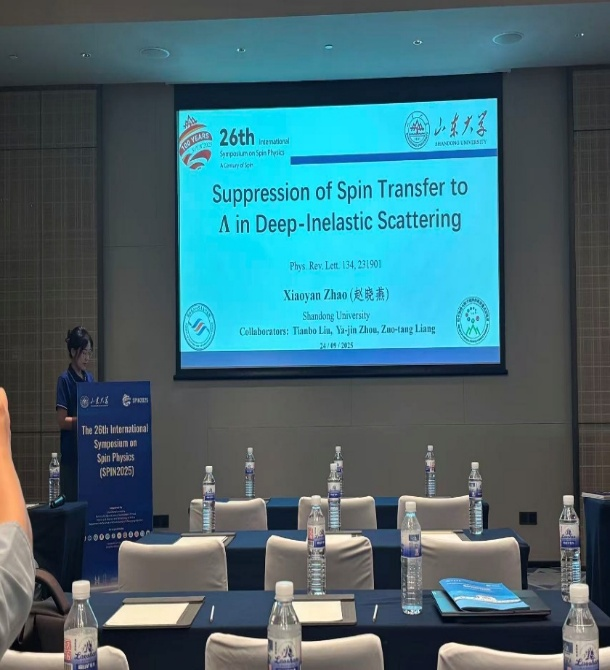 100 YEARS
SPIN2025
26th International
Symposium on Spin Physics
A Century of Spin
山东大学
SHANDONG UNIVERSITY
Suppression of Spin Transfer to
Λ in Deep-Inelastic Scattering
Phys. Rev. Lett. 134, 231901
Xiaoyan Zhao (赵晓燕)
Shandong University
Collaborators: Tianbo Liu, Ya-jin Zhou, Zuo-tang Liang
24 / 09 / 2025
山东大学
SPIN2025
The 26th International
Symposium on
Spin Physics
(SPIN2025)